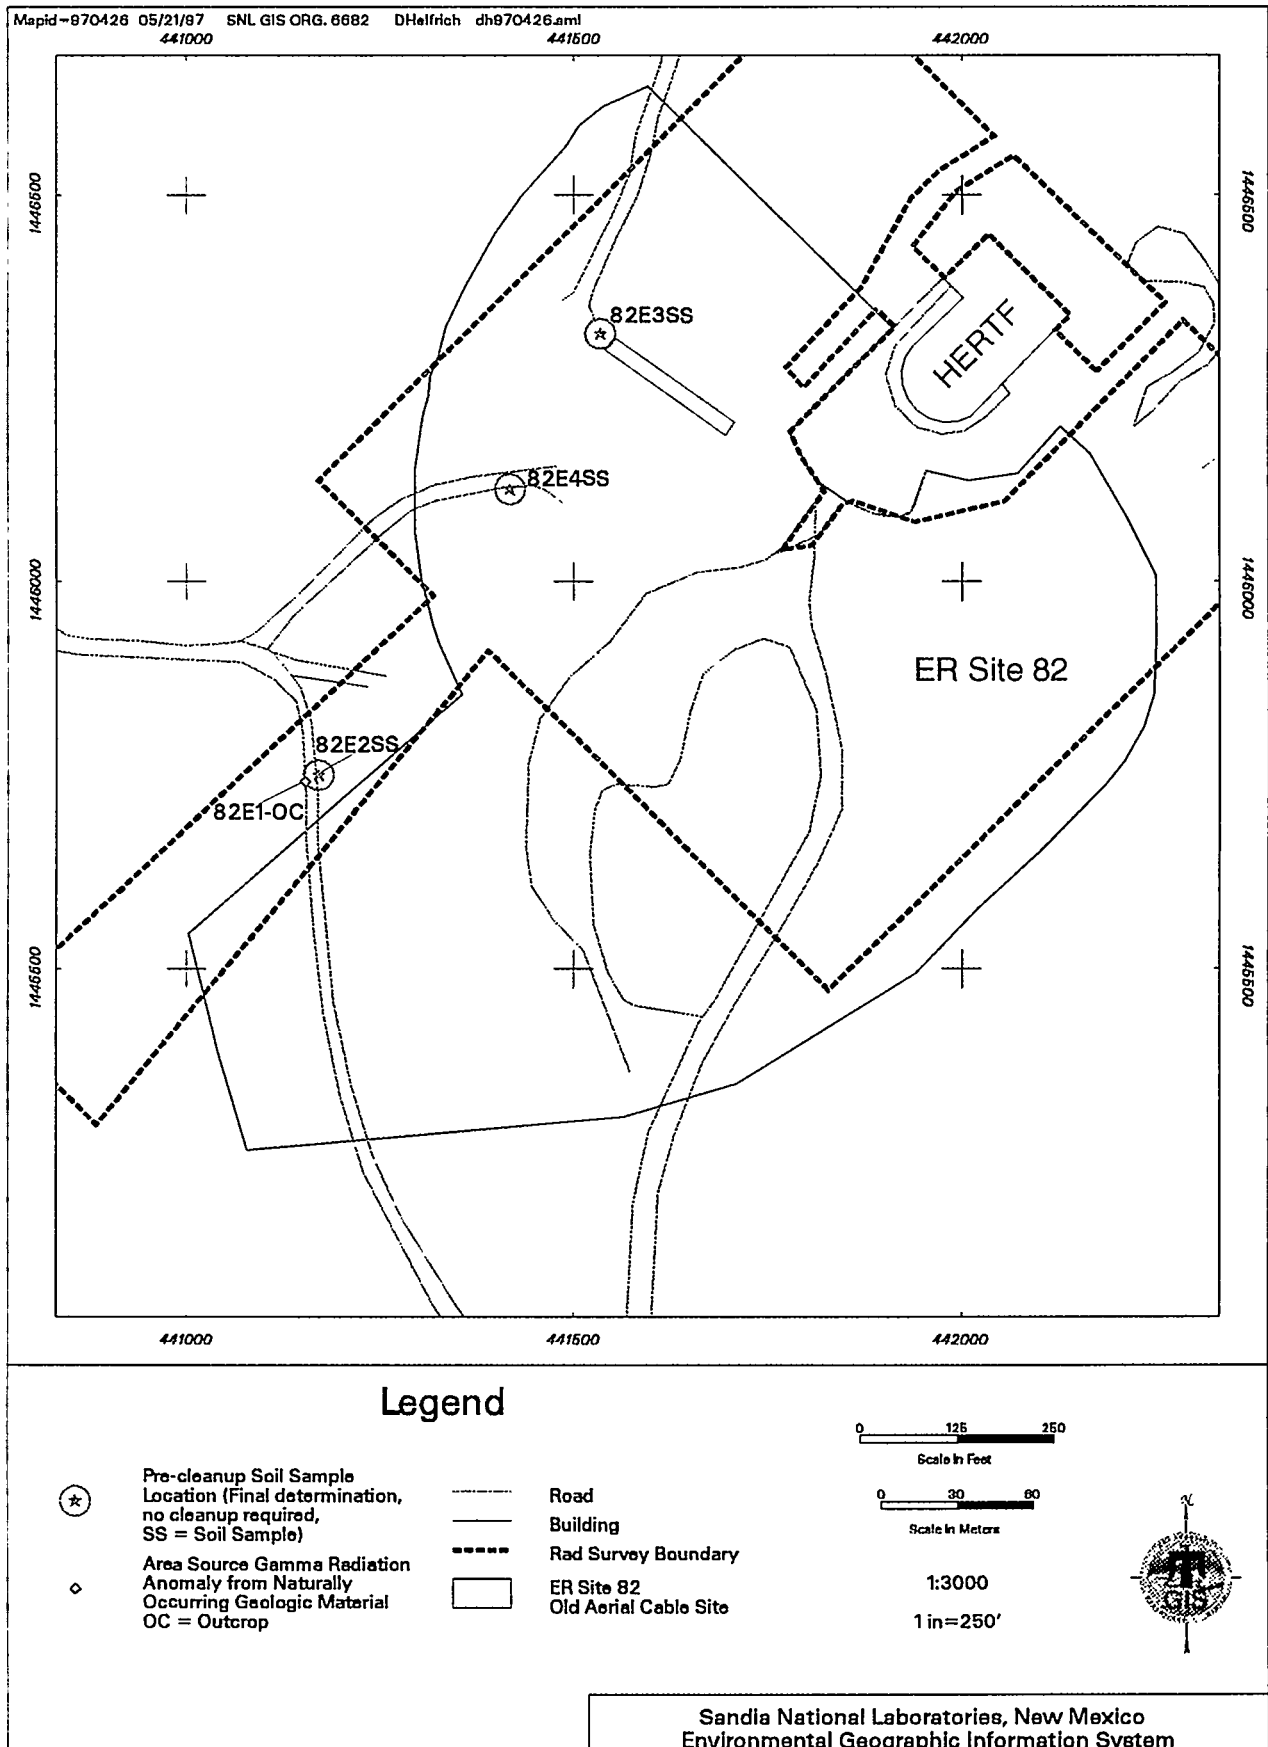 Mapid=970426 05/21/97 SNL GIS ORG. 6682 DHelfrich dh970426.aml
441000 441500 442000
1446500 1446500
82E3SS
HERTF
82E4SS
1446000 1446000
ER Site 82
82E2SS
82E1-OC
1445500 1445500
441000 441500 442000
Legend
Pre-cleanup Soil Sample
Location (Final determination,
no cleanup required,
SS = Soil Sample)
Area Source Gamma Radiation
Anomaly from Naturally
Occurring Geologic Material
OC = Outcrop
Road
Building
Rad Survey Boundary
ER Site 82
Old Aerial Cable Site
0 125 250
Scale in Feet
0 30 60
Scale in Meters
1:3000
1 in=250'
N
GIS
Sandia National Laboratories, New Mexico
Environmental Geographic Information System